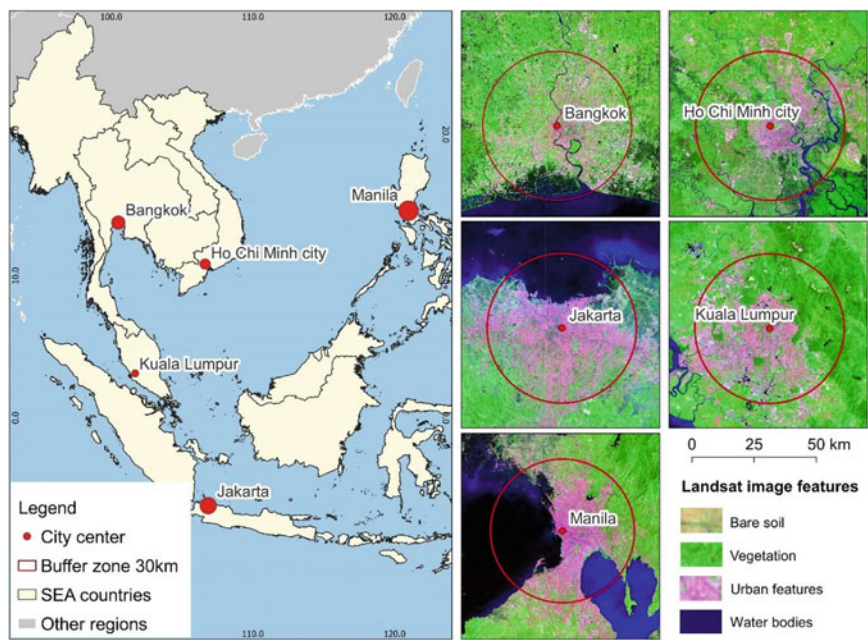 100.0
110.0
120.0
20.0
10.0
0.0
Bangkok
Manila
Ho Chi Minh city
Kuala Lumpur
Jakarta
Legend
City center
Buffer zone 30km
SEA countries
Other regions
110.0
120.0
Bangkok
Ho Chi Minh city
Jakarta
Kuala Lumpur
Manila
0 25 50 km
Landsat image features
Bare soil
Vegetation
Urban features
Water bodies